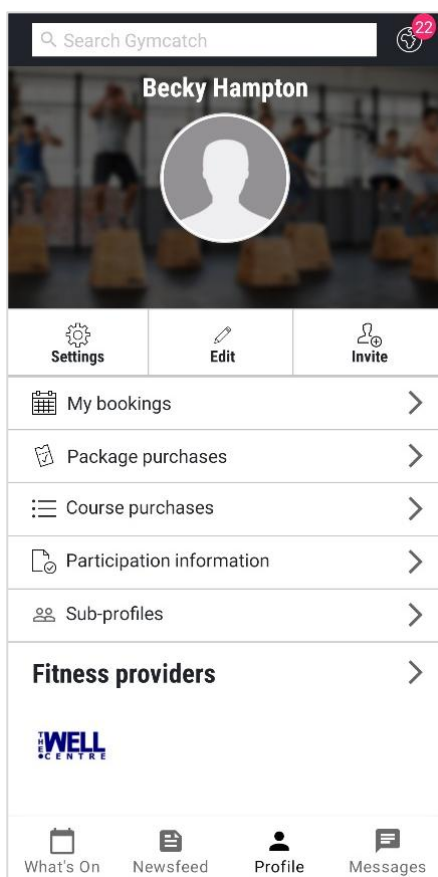 Search Gymcatch
22
Becky Hampton
Settings
Edit
Invite
My bookings
Package purchases
Course purchases
Participation information
Sub-profiles
Fitness providers
THE WELL
CENTRE
What's On
Newsfeed
Profile
Messages